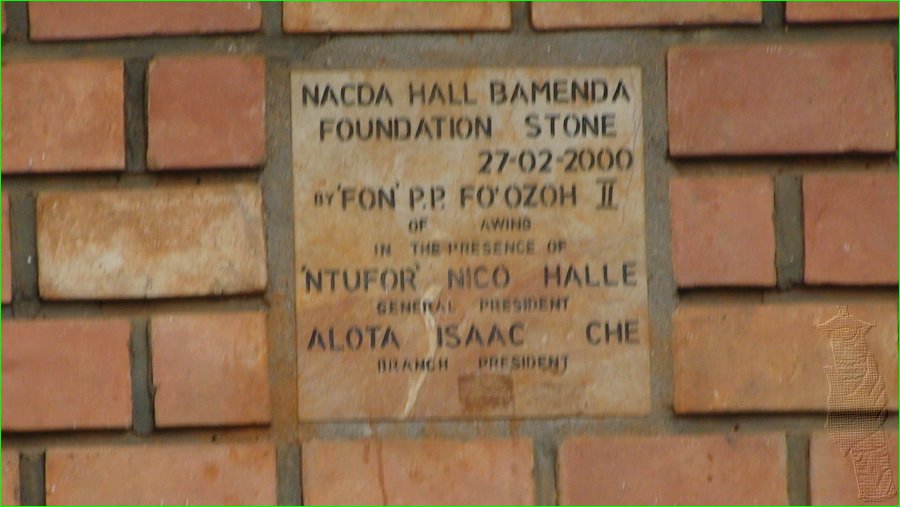 NACDA HALL BAMENDA
FOUNDATION STONE
27-02-2000
BY 'FON' P.P. FO'OZOH II
OF AWING
IN THE PRESENCE OF
'NTUFOR' NICO HALLE
GENERAL PRESIDENT
ALOTA ISAAC CHE
BRANCH PRESIDENT